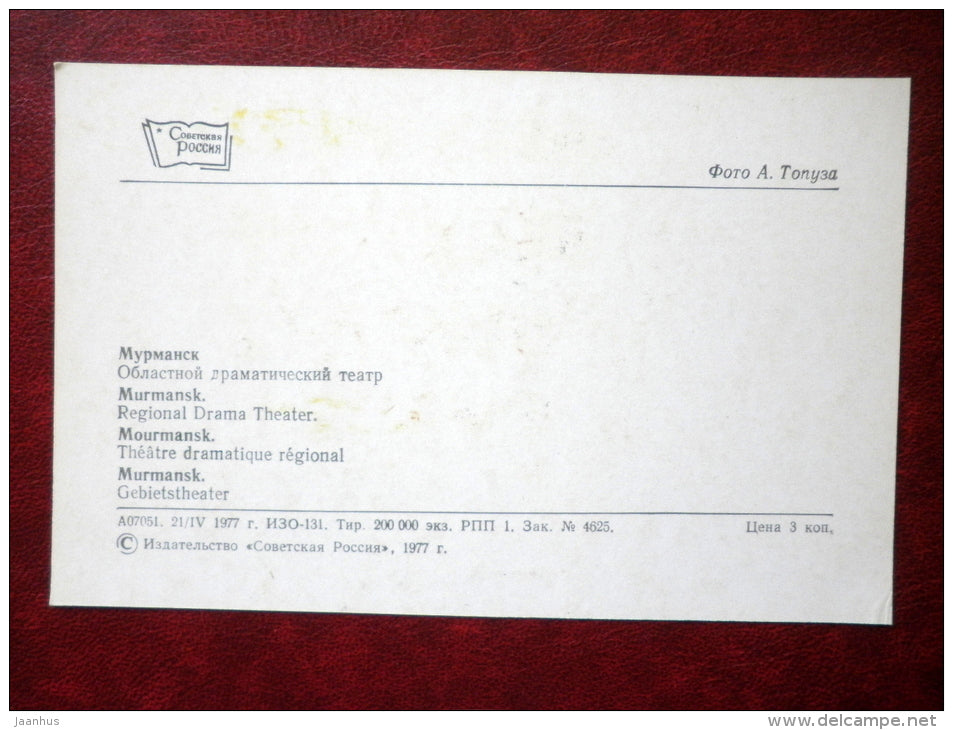 Советская
Россия
Фото А. Топуза
Мурманск
Областной драматический театр
Murmansk.
Regional Drama Theater.
Mourmansk.
Théâtre dramatique régional
Murmansk.
Gebietstheater
А07051. 21/IV 1977 г. ИЗО-131. Тир. 200 000 экз. РПП 1. Зак. № 4625. Цена 3 коп.
© Издательство «Советская Россия», 1977 г.
jaanhus
www.delcampe.net